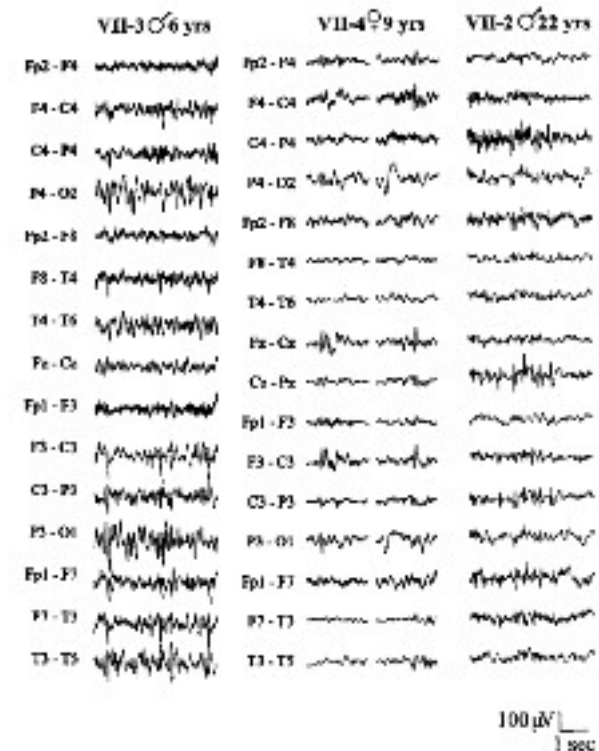 VII-3 ♂ 6 yrs
Fp2 - F4
F4 - C4
C4 - P4
P4 - O2
Fp2 - F8
F8 - T4
T4 - T6
Fz - Cz
Fp1 - F3
F3 - C3
C3 - P3
P3 - O1
Fp1 - F7
F7 - T3
T3 - T5
VII-4 ♀ 9 yrs
Fp2 - F4
F4 - C4
C4 - P4
P4 - O2
Fp2 - F8
F8 - T4
T4 - T6
Fz - Cz
Cz - Pz
Fp1 - F3
F3 - C3
C3 - P3
P3 - O1
Fp1 - F7
F7 - T3
T3 - T5
VII-2 ♂ 22 yrs
100 µV
1 sec